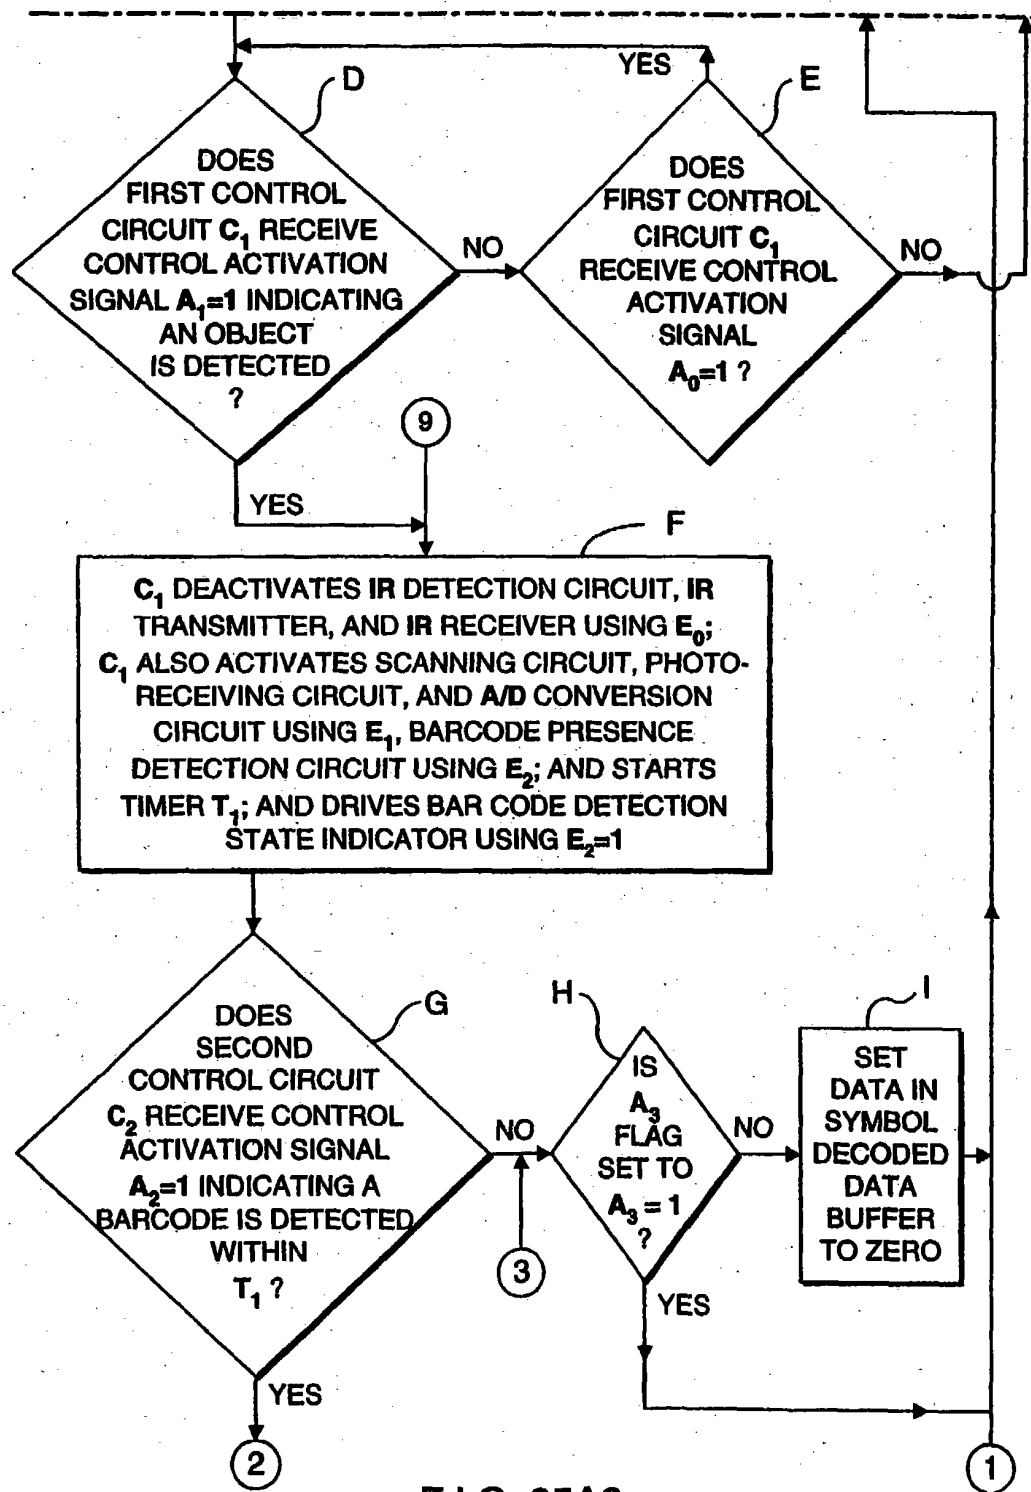 YES
D
E
DOES
FIRST CONTROL
CIRCUIT C₁ RECEIVE
CONTROL ACTIVATION
SIGNAL A₁=1 INDICATING
AN OBJECT
IS DETECTED
?
NO
DOES
FIRST CONTROL
CIRCUIT C₁
RECEIVE CONTROL
ACTIVATION
SIGNAL
A₀=1 ?
NO
9
YES
F
C₁ DEACTIVATES IR DETECTION CIRCUIT, IR
TRANSMITTER, AND IR RECEIVER USING E₀;
C₁ ALSO ACTIVATES SCANNING CIRCUIT, PHOTO-
RECEIVING CIRCUIT, AND A/D CONVERSION
CIRCUIT USING E₁, BARCODE PRESENCE
DETECTION CIRCUIT USING E₂; AND STARTS
TIMER T₁; AND DRIVES BAR CODE DETECTION
STATE INDICATOR USING E₂=1
G
H
I
DOES
SECOND
CONTROL CIRCUIT
C₂ RECEIVE CONTROL
ACTIVATION SIGNAL
A₂=1 INDICATING A
BARCODE IS DETECTED
WITHIN
T₁ ?
NO
3
IS
A₃
FLAG
SET TO
A₃ = 1
?
NO
SET
DATA IN
SYMBOL
DECODED
DATA
BUFFER
TO ZERO
YES
YES
2
1